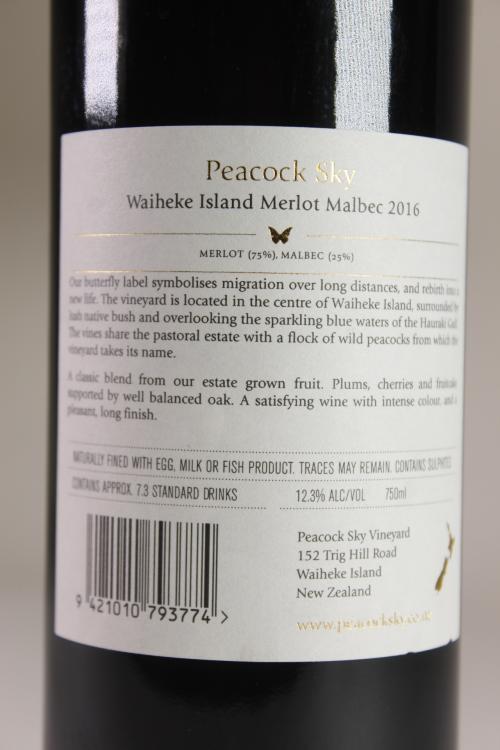 Peacock Sky
Waiheke Island Merlot Malbec 2016
MERLOT (75%), MALBEC (25%)
Our butterfly label symbolises migration over long distances, and rebirth into a
new life. The vineyard is located in the centre of Waiheke Island, surrounded by
lush native bush and overlooking the sparkling blue waters of the Hauraki Gulf.
The vines share the pastoral estate with a flock of wild peacocks from which the
vineyard takes its name.
A classic blend from our estate grown fruit. Plums, cherries and fruitcake
supported by well balanced oak. A satisfying wine with intense colour, and a
pleasant, long finish.
NATURALLY FINED WITH EGG, MILK OR FISH PRODUCT. TRACES MAY REMAIN. CONTAINS SULPHITES
CONTAINS APPROX. 7.3 STANDARD DRINKS 12.3% ALC/VOL 750ml
Peacock Sky Vineyard
152 Trig Hill Road
Waiheke Island
New Zealand
www.peacocksky.co.nz
9 421010 793774 >